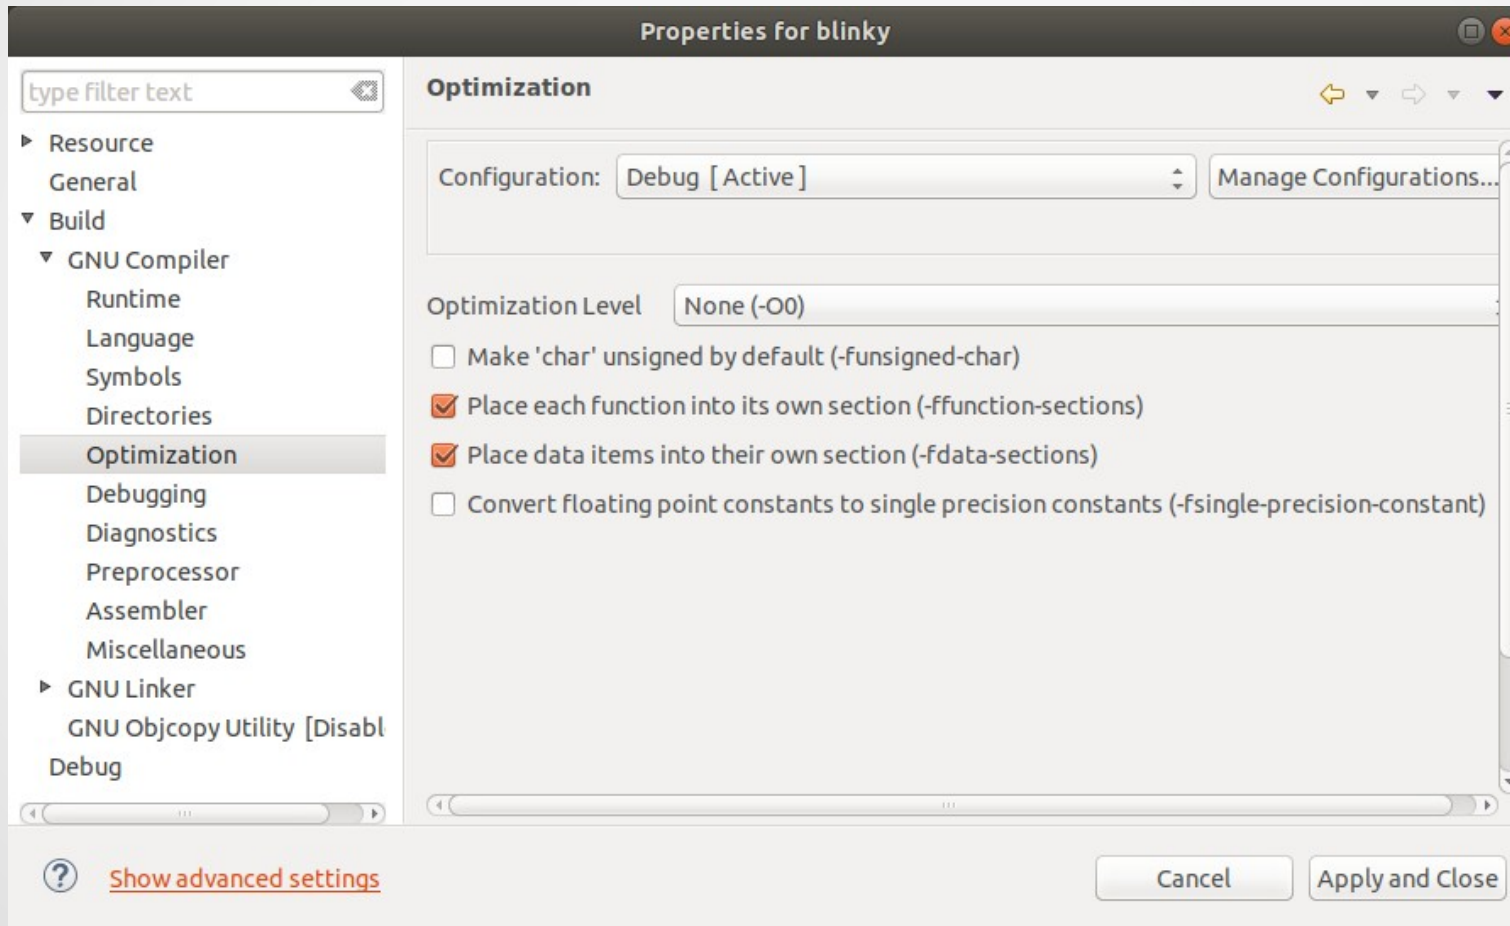 Properties for blinky
type filter text
Resource
General
Build
GNU Compiler
Runtime
Language
Symbols
Directories
Optimization
Debugging
Diagnostics
Preprocessor
Assembler
Miscellaneous
GNU Linker
GNU Objcopy Utility [Disabl
Debug
Optimization
Configuration: Debug [ Active ] Manage Configurations...
Optimization Level None (-O0)
Make 'char' unsigned by default (-funsigned-char)
Place each function into its own section (-ffunction-sections)
Place data items into their own section (-fdata-sections)
Convert floating point constants to single precision constants (-fsingle-precision-constant)
? Show advanced settings
Cancel Apply and Close